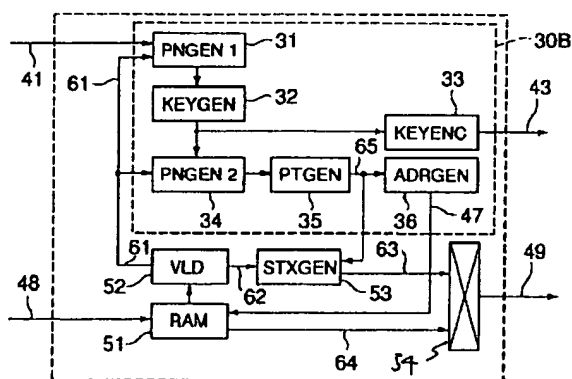 PNGEN 1
31
30B
41
61
KEYGEN
32
33
43
KEYENC
65
PNGEN 2
PTGEN
ADRGEN
34
35
36
47
61
63
49
VLD
STXGEN
52
62
53
48
RAM
51
64
54